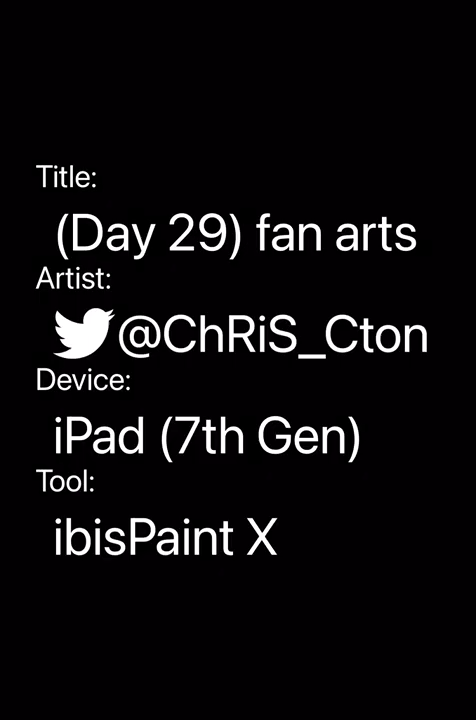 Title:
(Day 29) fan arts
Artist:
@ChRiS_Cton
Device:
iPad (7th Gen)
Tool:
ibisPaint X